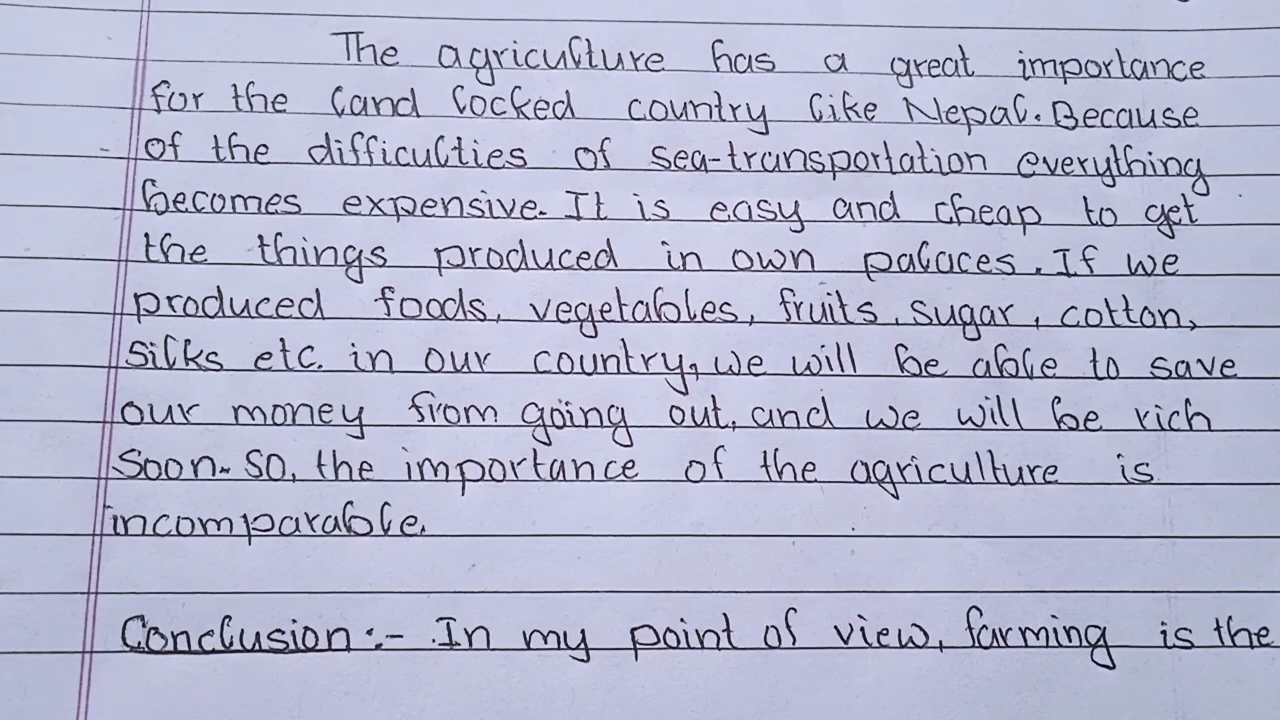 The agriculture has a great importance
for the land locked country like Nepal. Because
of the difficulties of sea-transportation everything
becomes expensive. It is easy and cheap to get
the things produced in own palaces. If we
produced foods, vegetables, fruits, sugar, cotton,
silks etc. in our country, we will be able to save
our money from going out, and we will be rich
soon. So, the importance of the agriculture is
incomparable.
Conclusion :- In my point of view, farming is the